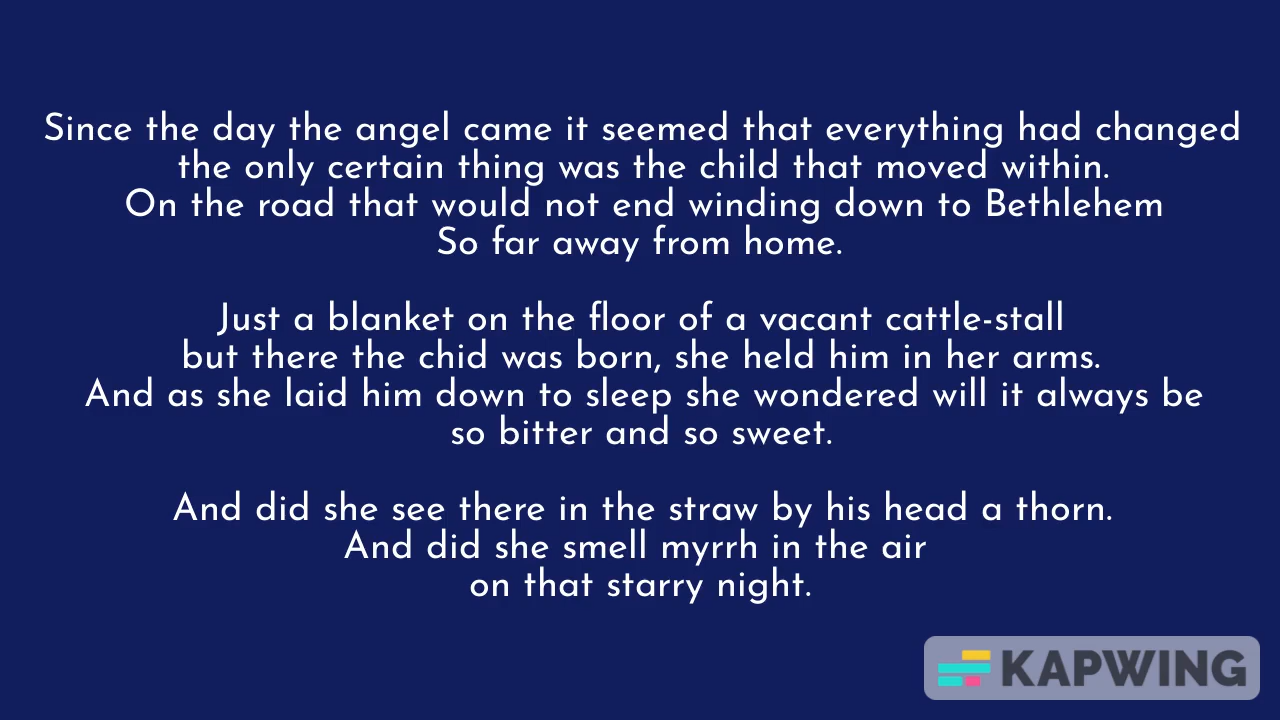 Since the day the angel came it seemed that everything had changed
the only certain thing was the child that moved within.
On the road that would not end winding down to Bethlehem
So far away from home.
Just a blanket on the floor of a vacant cattle-stall
but there the chid was born, she held him in her arms.
And as she laid him down to sleep she wondered will it always be
so bitter and so sweet.
And did she see there in the straw by his head a thorn.
And did she smell myrrh in the air
on that starry night.
KAPWING